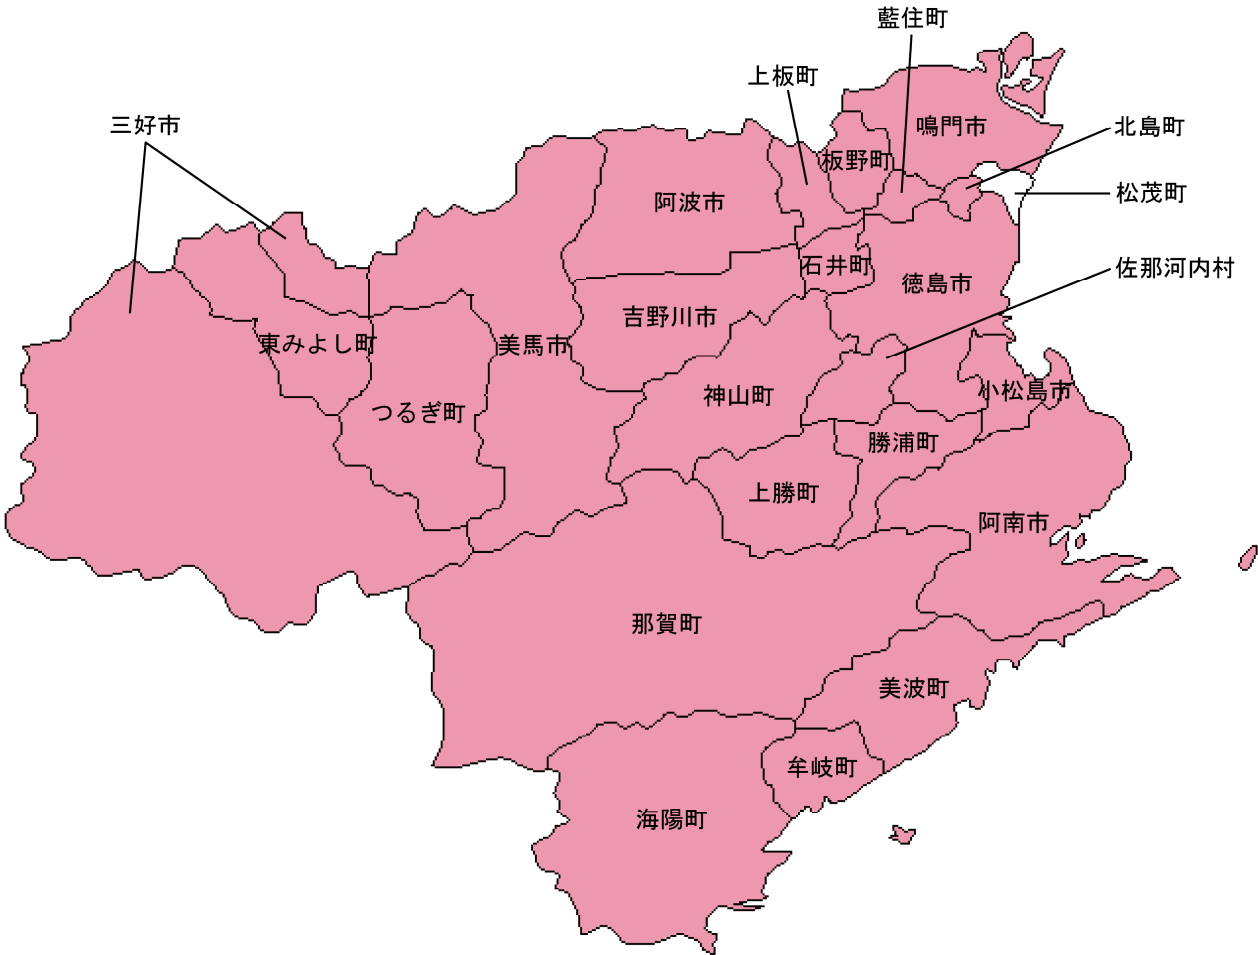 藍住町
上板町
三好市
鳴門市
北島町
板野町
松茂町
阿波市
石井町
佐那河内村
徳島市
吉野川市
東みよし町
美馬市
小松島市
神山町
つるぎ町
勝浦町
上勝町
阿南市
那賀町
美波町
牟岐町
海陽町